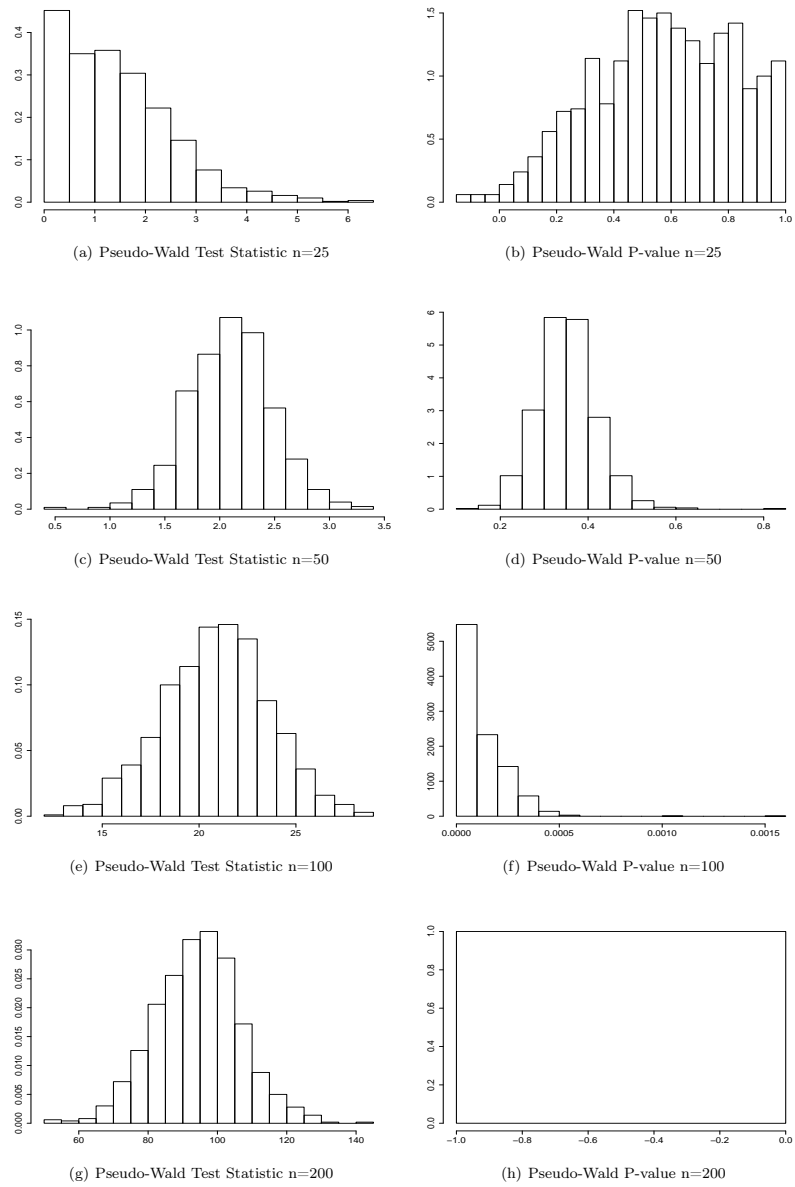 0.0 0.1 0.2 0.3 0.4
0 1 2 3 4 5 6
(a) Pseudo-Wald Test Statistic n=25
0.0 0.5 1.0 1.5
0.0 0.2 0.4 0.6 0.8 1.0
(b) Pseudo-Wald P-value n=25
0.0 0.2 0.4 0.6 0.8 1.0
0.5 1.0 1.5 2.0 2.5 3.0 3.5
(c) Pseudo-Wald Test Statistic n=50
0 1 2 3 4 5 6
0.2 0.4 0.6 0.8
(d) Pseudo-Wald P-value n=50
0.00 0.05 0.10 0.15
15 20 25
(e) Pseudo-Wald Test Statistic n=100
0 1000 2000 3000 4000 5000
0.0000 0.0005 0.0010 0.0015
(f) Pseudo-Wald P-value n=100
0.000 0.005 0.010 0.015 0.020 0.025 0.030
60 80 100 120 140
(g) Pseudo-Wald Test Statistic n=200
0.0 0.2 0.4 0.6 0.8 1.0
−1.0 −0.8 −0.6 −0.4 −0.2 0.0
(h) Pseudo-Wald P-value n=200